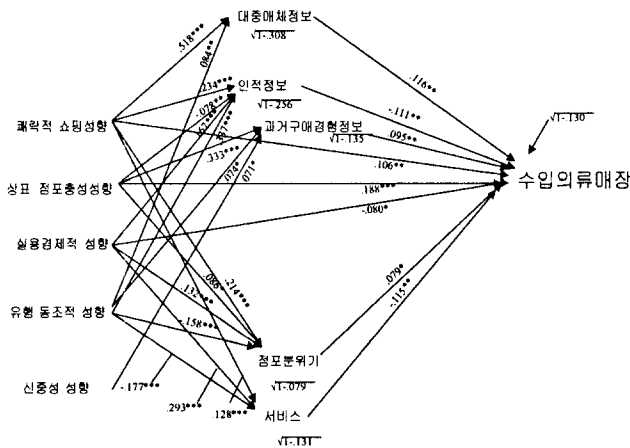 대중매체정보
√1-.308
.518***
.084**
.116**
.234***
인적정보
√1-.256
-.078**
-.111**
과거구매경험정보
√1-.135
.095**
√1-.130
쾌락적 쇼핑성향
.333***
.074*
.071*
.106**
수입의류매장
상표 점포충성성향
.188***
-.080*
실용경제적 성향
.086*
.214***
.132***
.079*
-.115**
유행 동조적 성향
-.158***
점포분위기
√1-.079
신중성 성향
-.177***
.293***
.128***
서비스
√1-.131